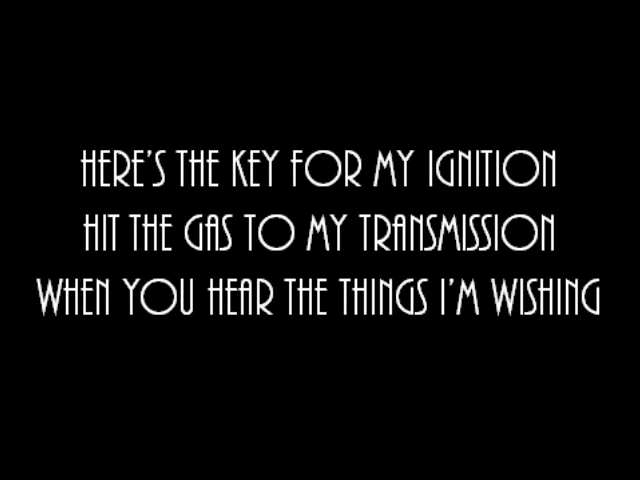 HERE'S THE KEY FOR MY IGNITION
HIT THE GAS TO MY TRANSMISSION
WHEN YOU HEAR THE THINGS I'M WISHING